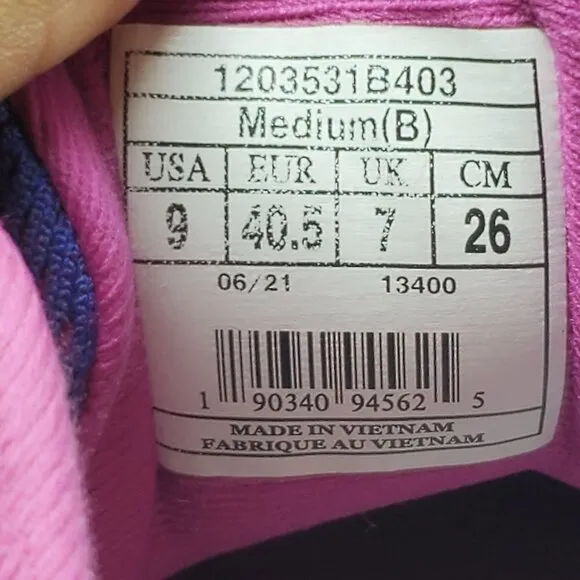 1203531B403
Medium(B)
USA EUR UK CM
9 40.5 7 26
06/21 13400
1 90340 94562 5
MADE IN VIETNAM
FABRIQUE AU VIETNAM